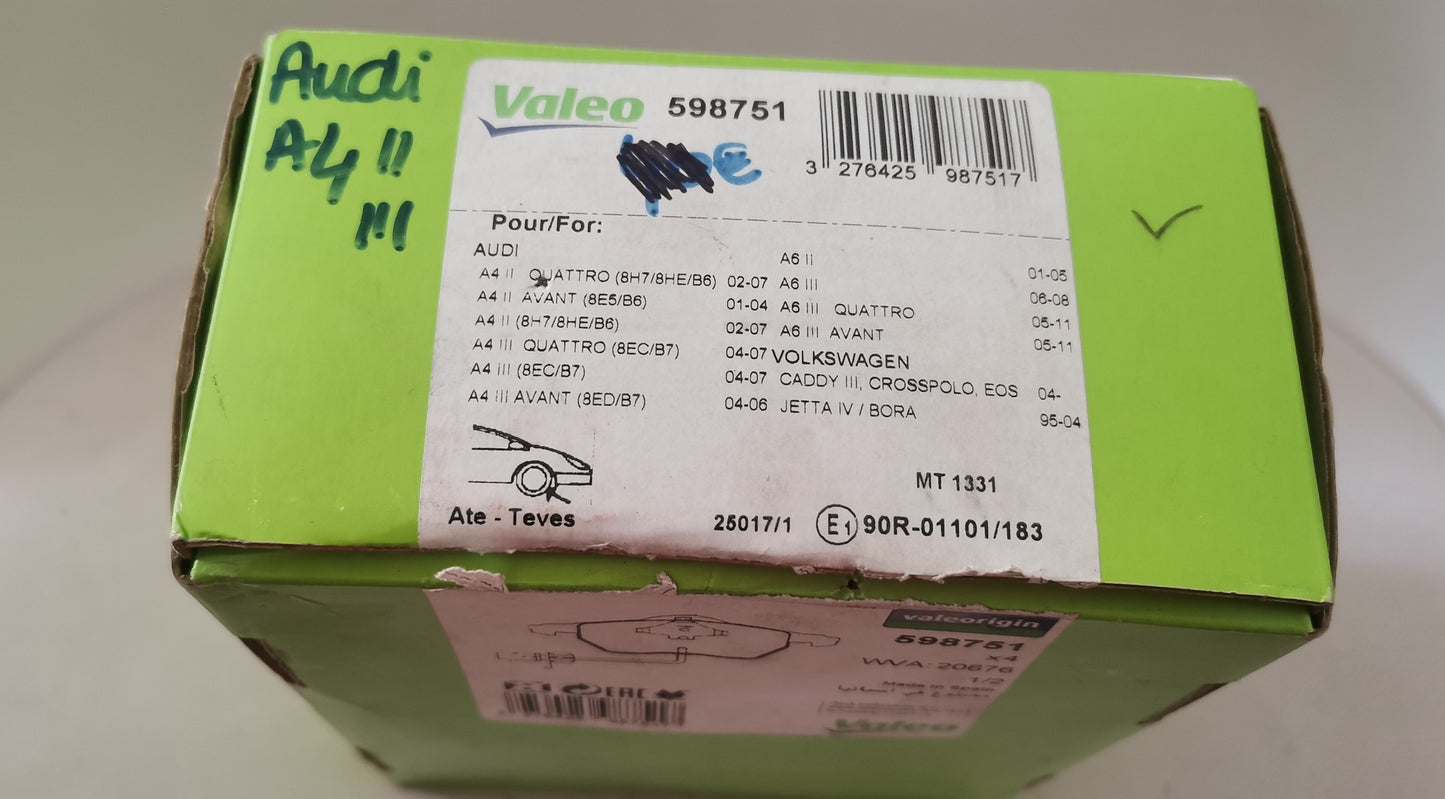 Audi
A4 II
III
Valeo 598751
€
3 276425 987517
Pour/For:
AUDI
A4 II QUATTRO (8H7/8HE/B6) 02-07
A4 II AVANT (8E5/B6) 01-04
A4 II (8H7/8HE/B6) 02-07
A4 III QUATTRO (8EC/B7) 04-07
A4 III (8EC/B7) 04-07
A4 III AVANT (8ED/B7) 04-06
A6 II 01-05
A6 III 06-08
A6 III QUATTRO 05-11
A6 III AVANT 05-11
VOLKSWAGEN
CADDY III, CROSSPOLO, EOS 04-
JETTA IV / BORA 95-04
MT 1331
Ate - Teves 25017/1 E1 90R-01101/183
valeorigin
598751
x4
WVA: 20676
1/2
Made in Spain
EAC
Valeo